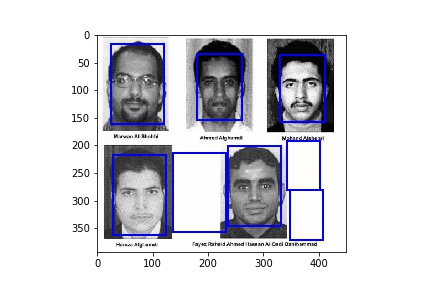 0
50
100
150
Marwan Al-Shehhi
Ahmed Alghamdi
Mohand Alshehri
200
250
300
350
Hamza Alghamdi
Fayez Rashid Ahmed Hassan Al Qadi Banihammad
0
100
200
300
400